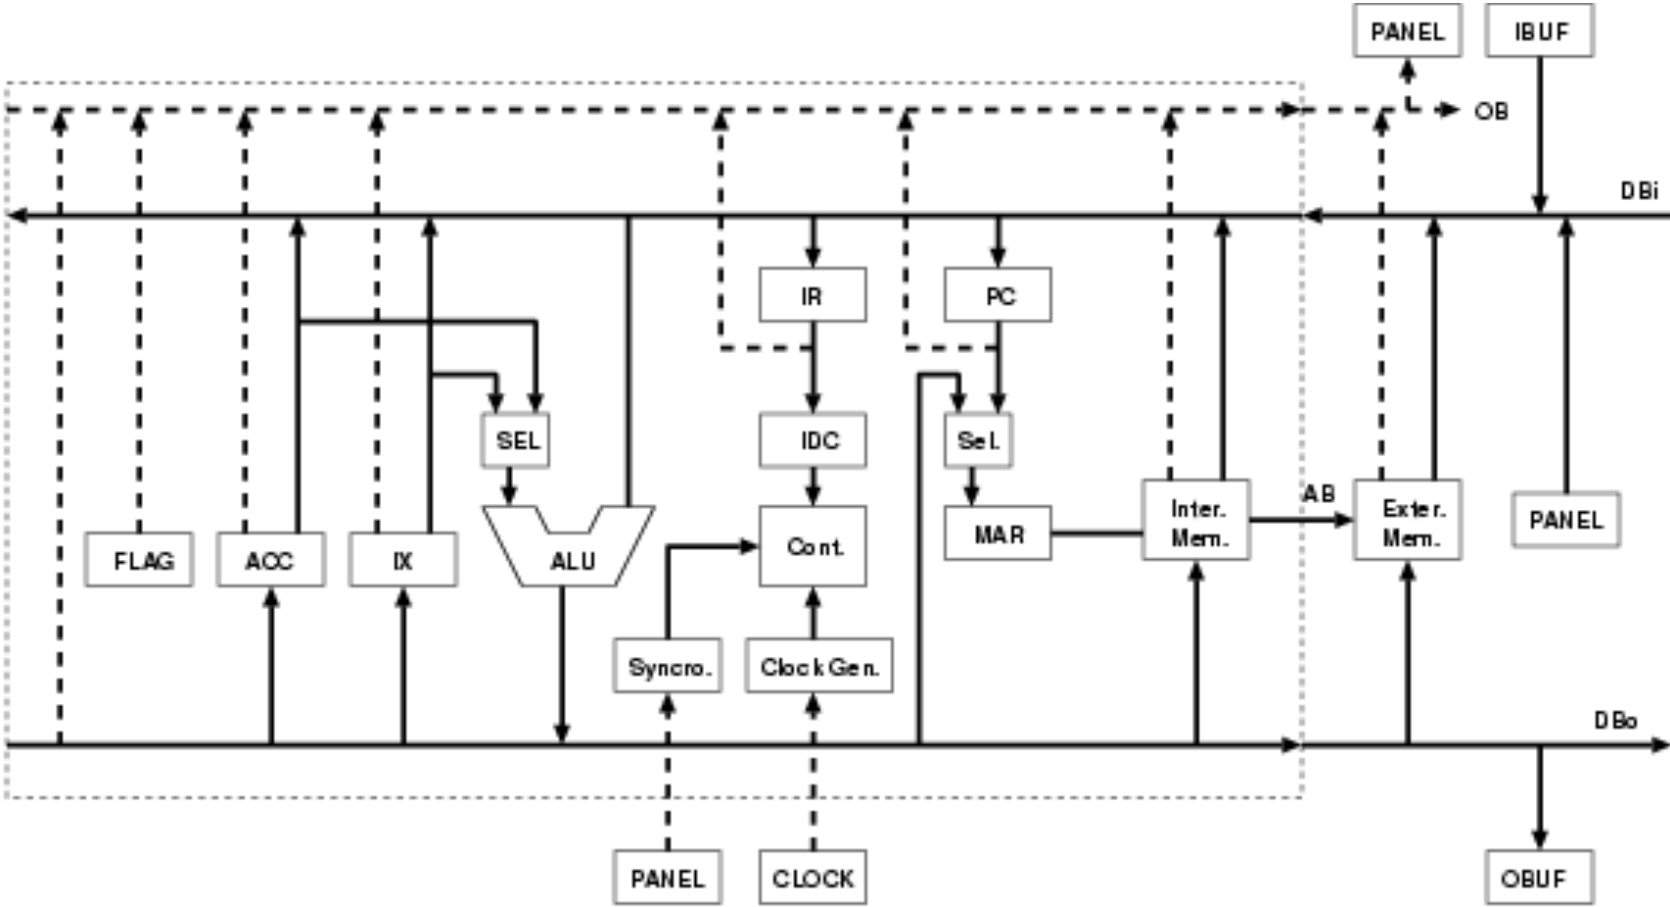 PANEL
IBUF
OB
DBi
IR
PC
SEL
IDC
Sel.
AB
FLAG
ACC
IX
ALU
Cont.
MAR
Inter.
Mem.
Exter.
Mem.
PANEL
Syncro.
Clock Gen.
DBo
PANEL
CLOCK
OBUF